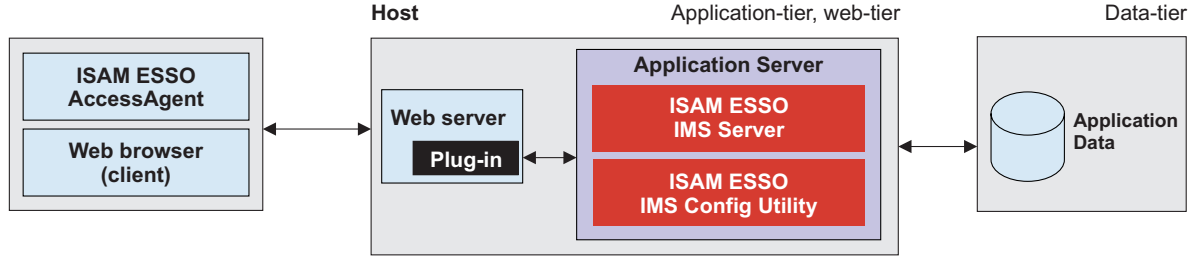 Host
Application-tier, web-tier
Data-tier
ISAM ESSO
AccessAgent
Web browser
(client)
Web server
Plug-in
Application Server
ISAM ESSO
IMS Server
ISAM ESSO
IMS Config Utility
Application
Data